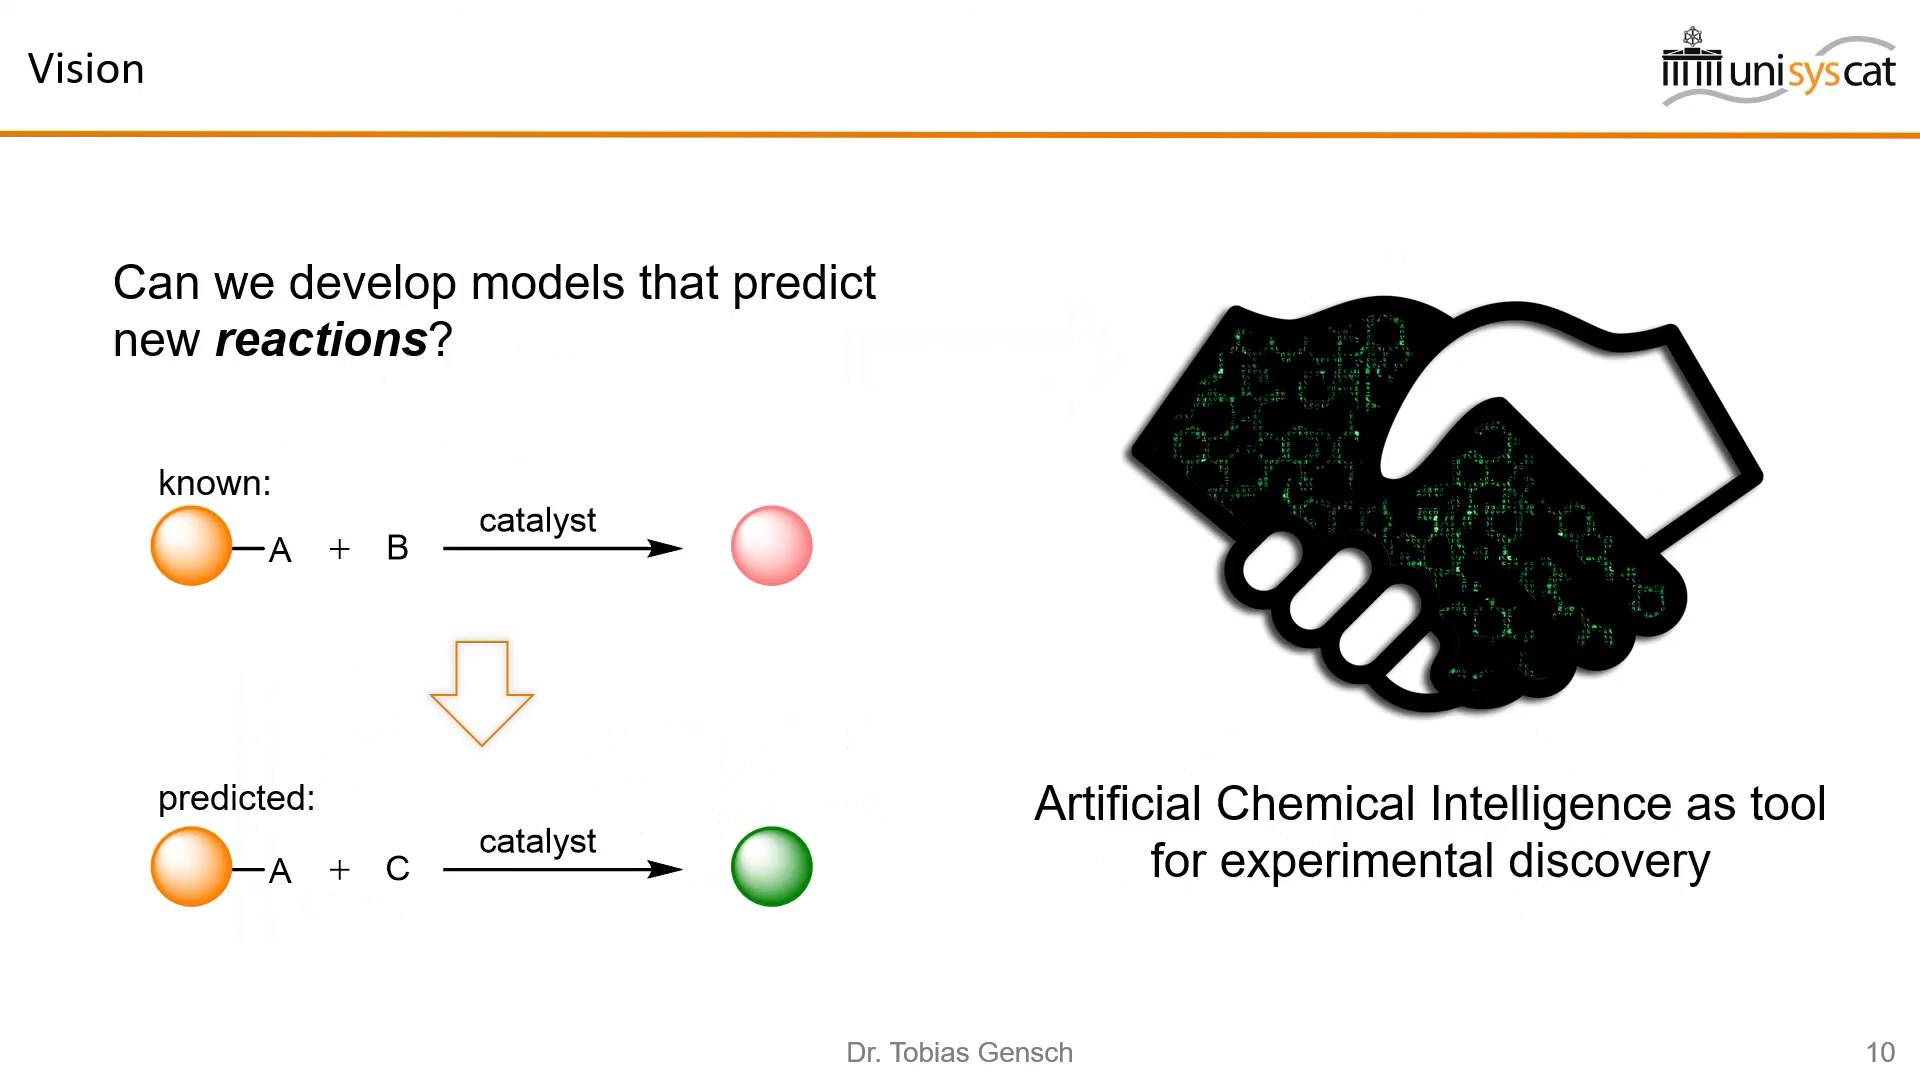 Vision
unisyscat
Can we develop models that predict
new reactions?
known:
A + B catalyst
predicted:
A + C catalyst
Artificial Chemical Intelligence as tool
for experimental discovery
Dr. Tobias Gensch
10